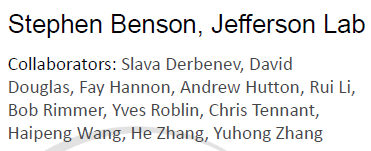 Stephen Benson, Jefferson Lab
Collaborators: Slava Derbenev, David
Douglas, Fay Hannon, Andrew Hutton, Rui Li,
Bob Rimmer, Yves Roblin, Chris Tennant,
Haipeng Wang, He Zhang, Yuhong Zhang